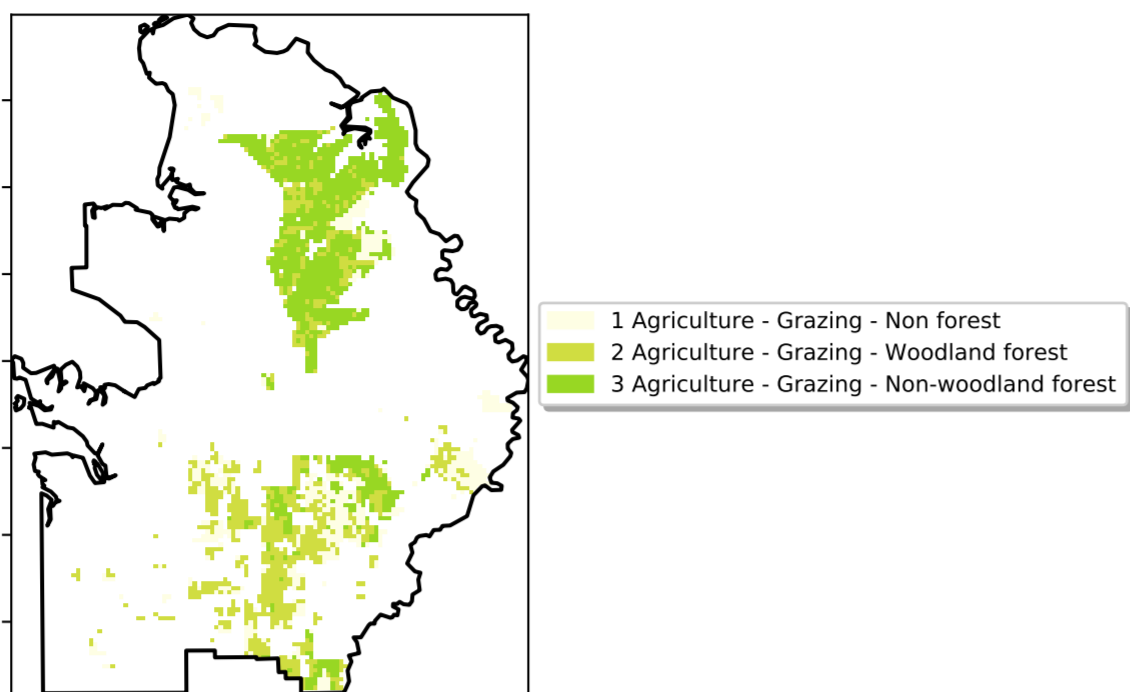 1 Agriculture - Grazing - Non forest
2 Agriculture - Grazing - Woodland forest
3 Agriculture - Grazing - Non-woodland forest